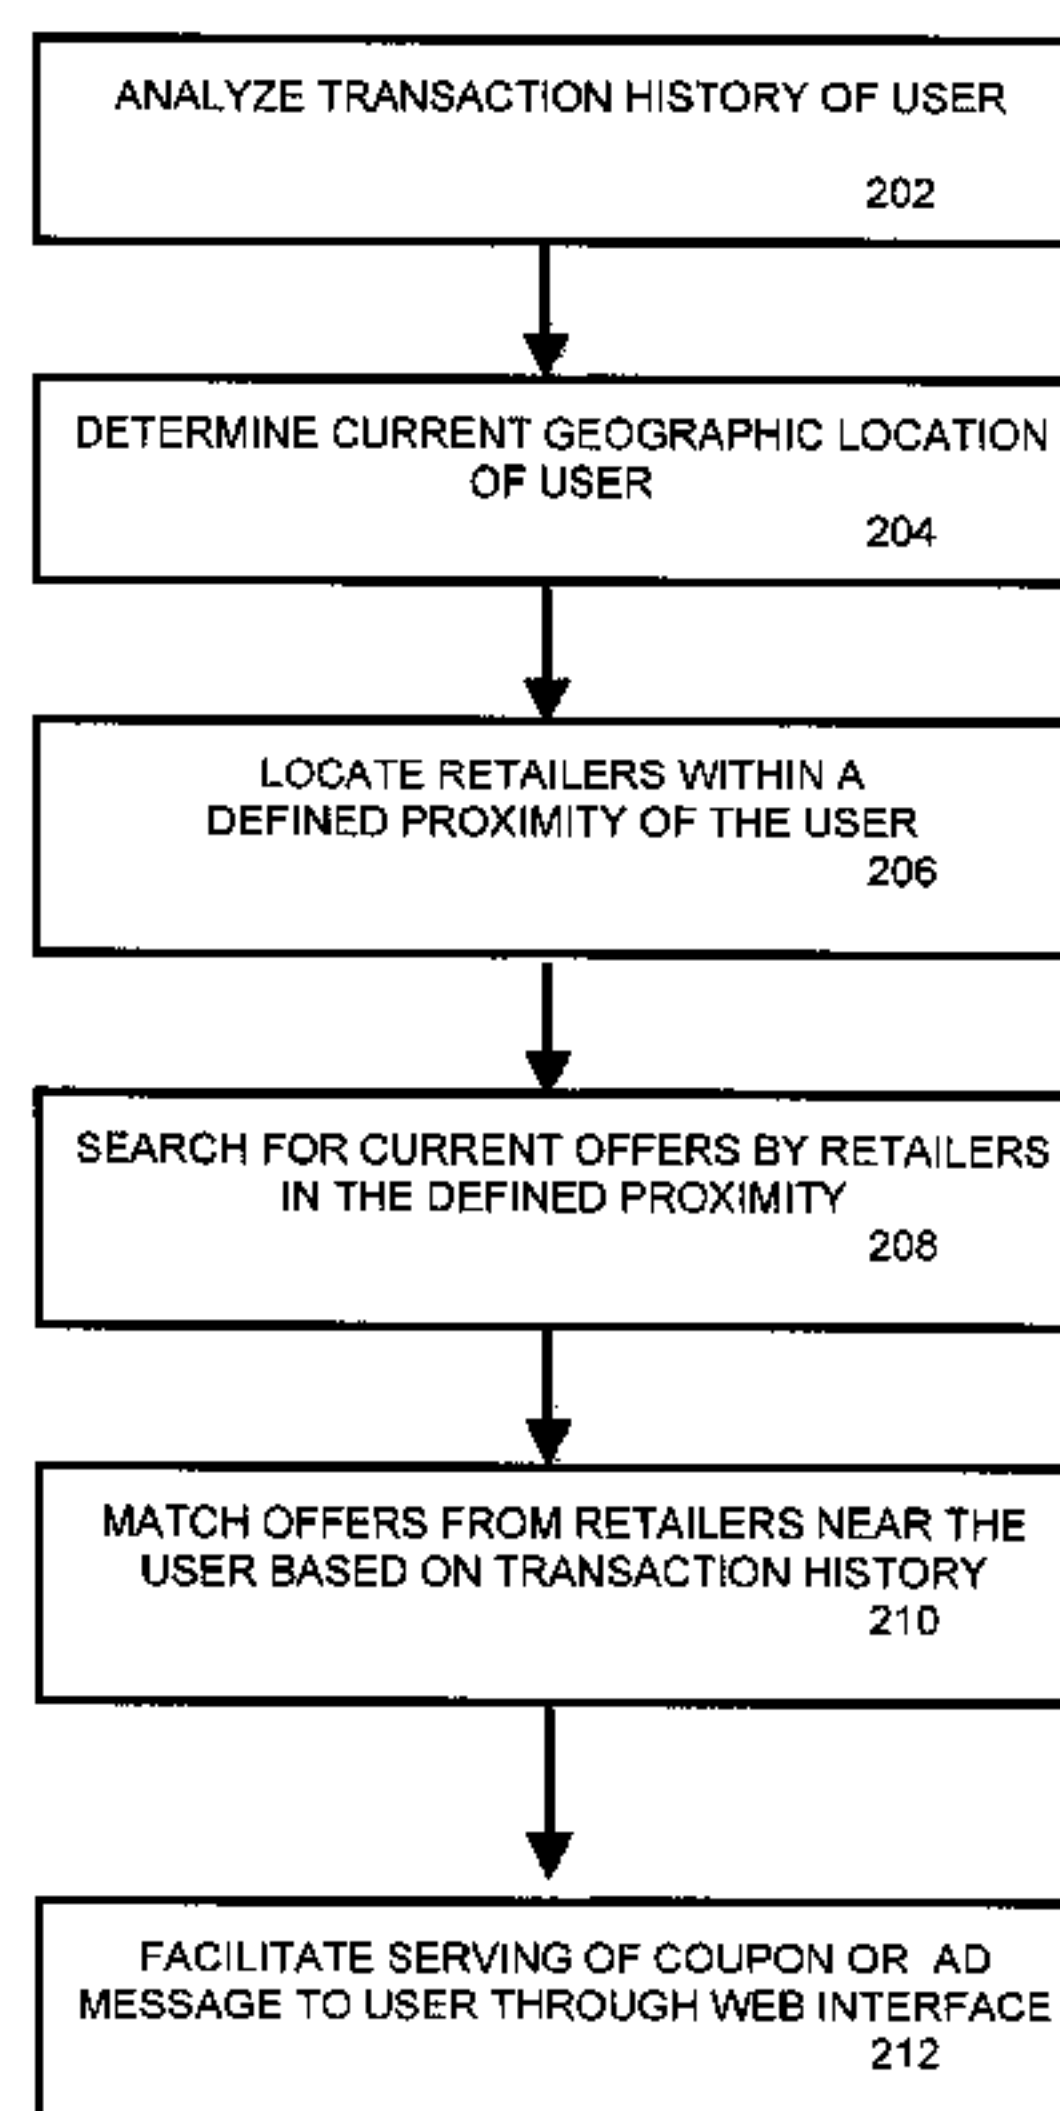 ANALYZE TRANSACTION HISTORY OF USER
202
DETERMINE CURRENT GEOGRAPHIC LOCATION
OF USER
204
LOCATE RETAILERS WITHIN A
DEFINED PROXIMITY OF THE USER
206
SEARCH FOR CURRENT OFFERS BY RETAILERS
IN THE DEFINED PROXIMITY
208
MATCH OFFERS FROM RETAILERS NEAR THE
USER BASED ON TRANSACTION HISTORY
210
FACILITATE SERVING OF COUPON OR AD
MESSAGE TO USER THROUGH WEB INTERFACE
212